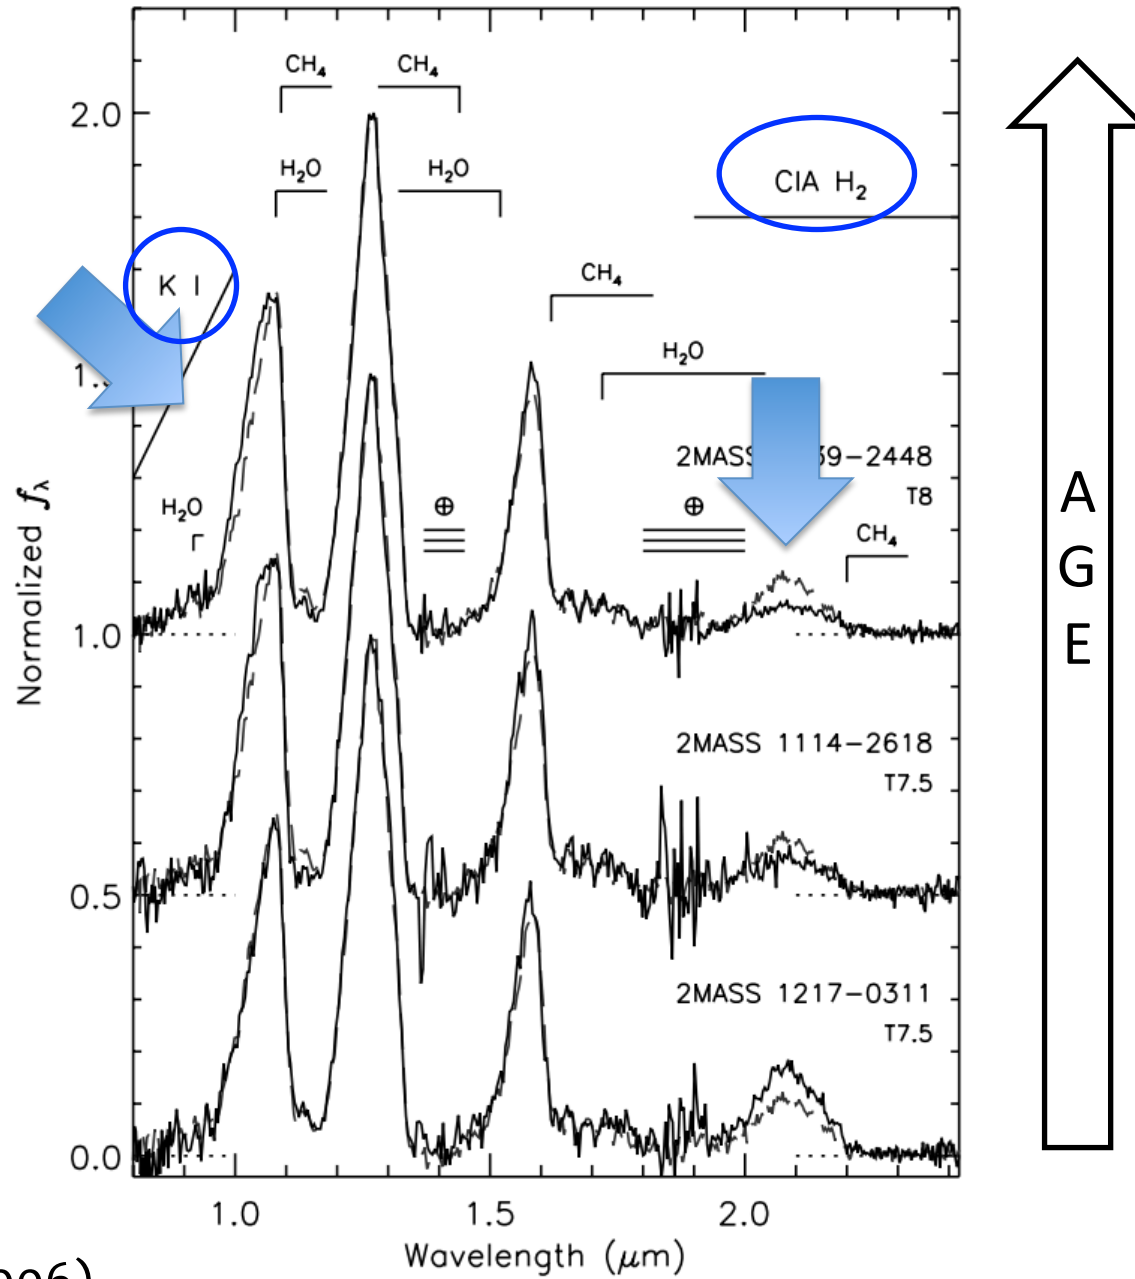 CH₄
CH₄
2.0
H₂O
H₂O
CIA H₂
K I
CH₄
H₂O
2MASS
39-2448
T8
H₂O
⊕
⊕
CH₄
1.0
2MASS 1114-2618
T7.5
0.5
2MASS 1217-0311
T7.5
0.0
1.0 1.5 2.0
Wavelength (μm)
Normalized fλ
A
G
E